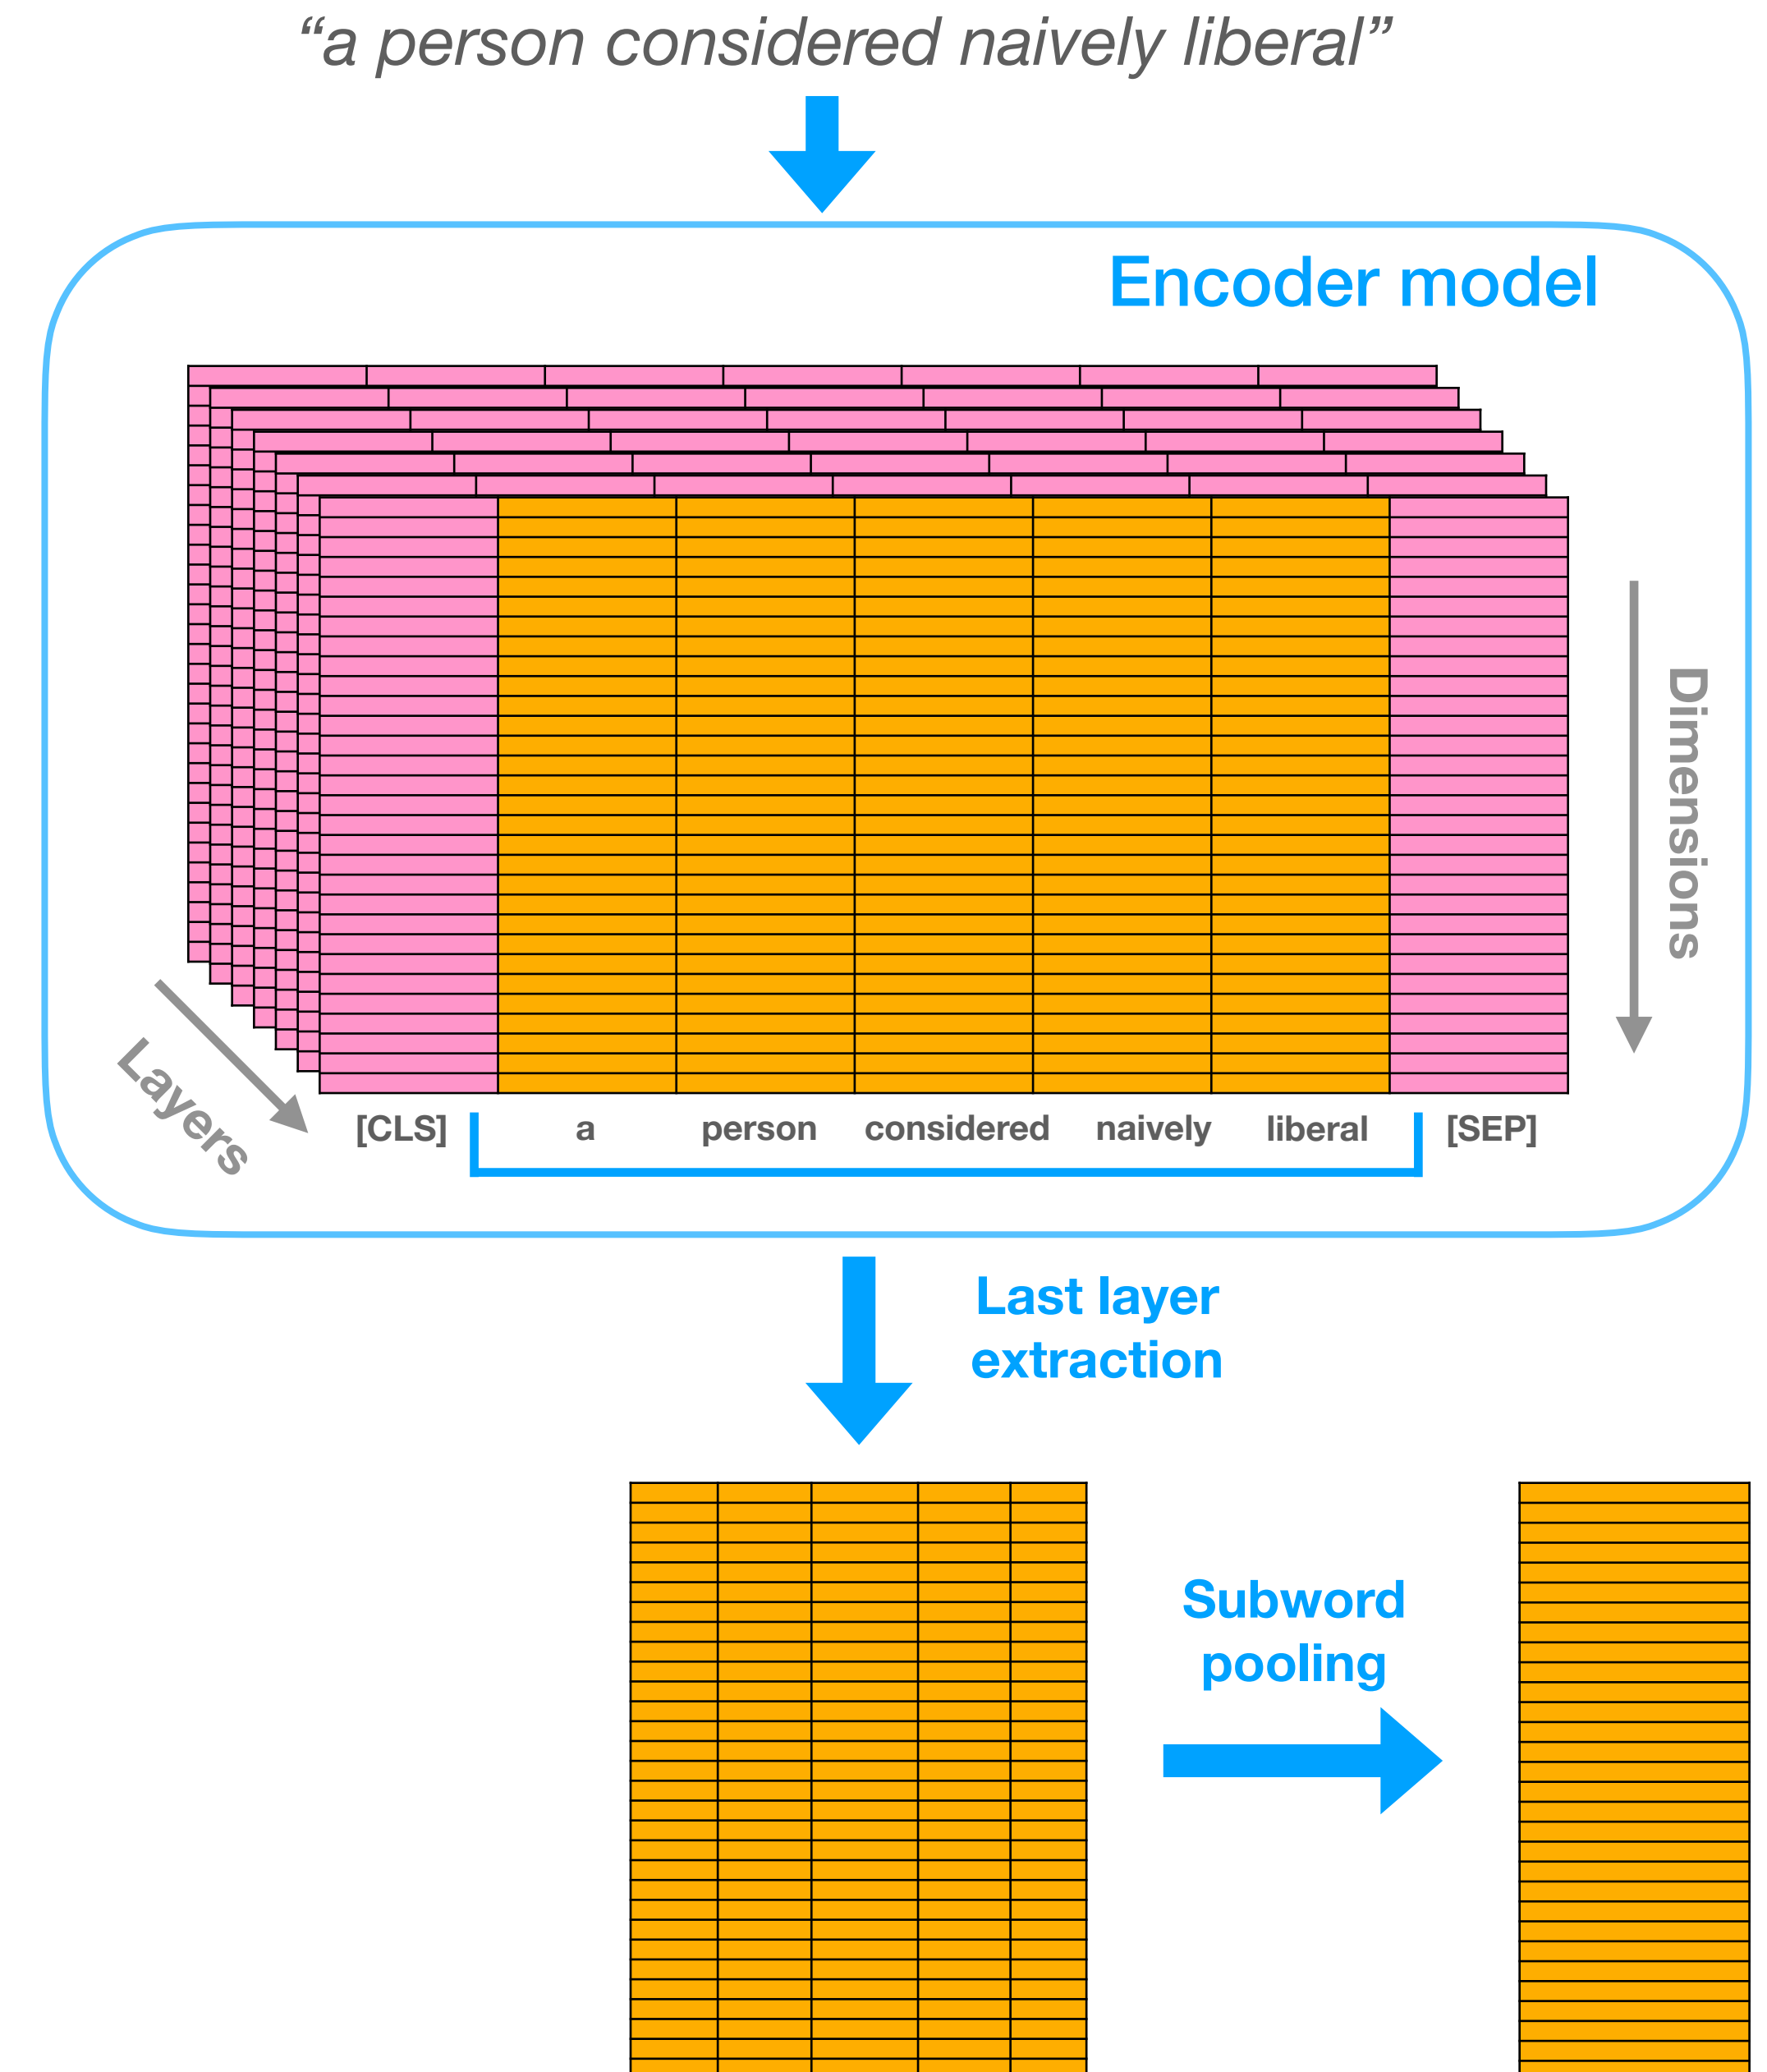 “a person considered naively liberal”
Encoder model
Dimensions
Layers
[CLS] a person considered naively liberal [SEP]
Last layer
extraction
Subword
pooling